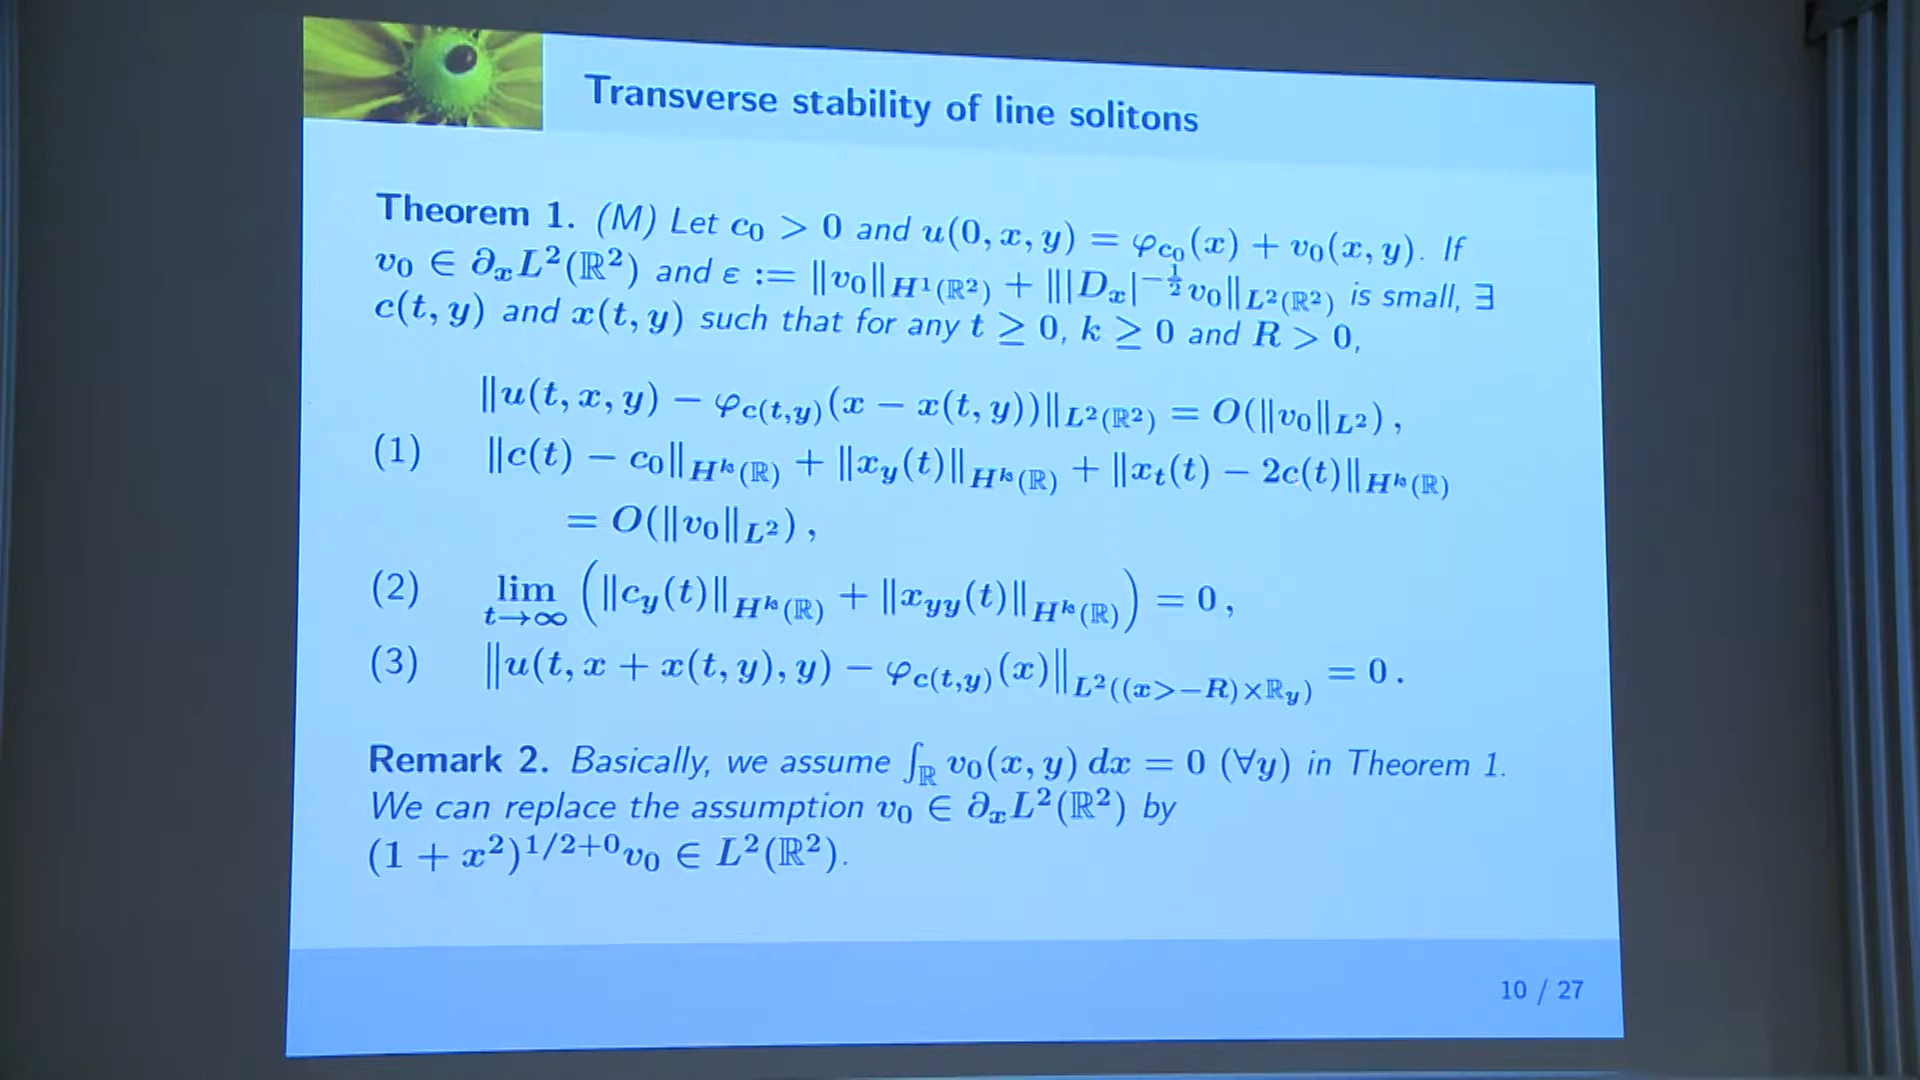 Transverse stability of line solitons
Theorem 1. (M) Let c₀ > 0 and u(0, x, y) = φ_{c₀}(x) + v₀(x, y). If
v₀ ∈ ∂ₓL²(ℝ²) and ε := ‖v₀‖_{H¹(ℝ²)} + ‖|Dₓ|^{-1/2} v₀‖_{L²(ℝ²)} is small, ∃
c(t, y) and x(t, y) such that for any t ≥ 0, k ≥ 0 and R > 0,
‖u(t, x, y) − φ_{c(t,y)}(x − x(t, y))‖_{L²(ℝ²)} = O(‖v₀‖_{L²}) ,
(1) ‖c(t) − c₀‖_{H^k(ℝ)} + ‖x_y(t)‖_{H^k(ℝ)} + ‖x_t(t) − 2c(t)‖_{H^k(ℝ)}
= O(‖v₀‖_{L²}) ,
(2) lim_{t→∞} (‖c_y(t)‖_{H^k(ℝ)} + ‖x_{yy}(t)‖_{H^k(ℝ)}) = 0 ,
(3) ‖u(t, x + x(t, y), y) − φ_{c(t,y)}(x)‖_{L²((x>−R)×ℝ_y)} = 0 .
Remark 2. Basically, we assume ∫_ℝ v₀(x, y) dx = 0 (∀y) in Theorem 1.
We can replace the assumption v₀ ∈ ∂ₓL²(ℝ²) by
(1 + x²)^{1/2+0} v₀ ∈ L²(ℝ²).
10 / 27